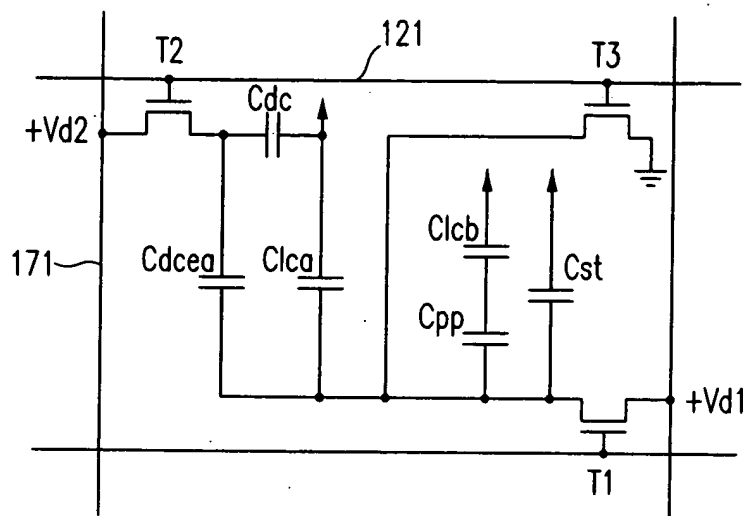 121
T2
T3
Cdc
+Vd2
Clcb
171
Cdcea
Clca
Cst
Cpp
+Vd1
T1